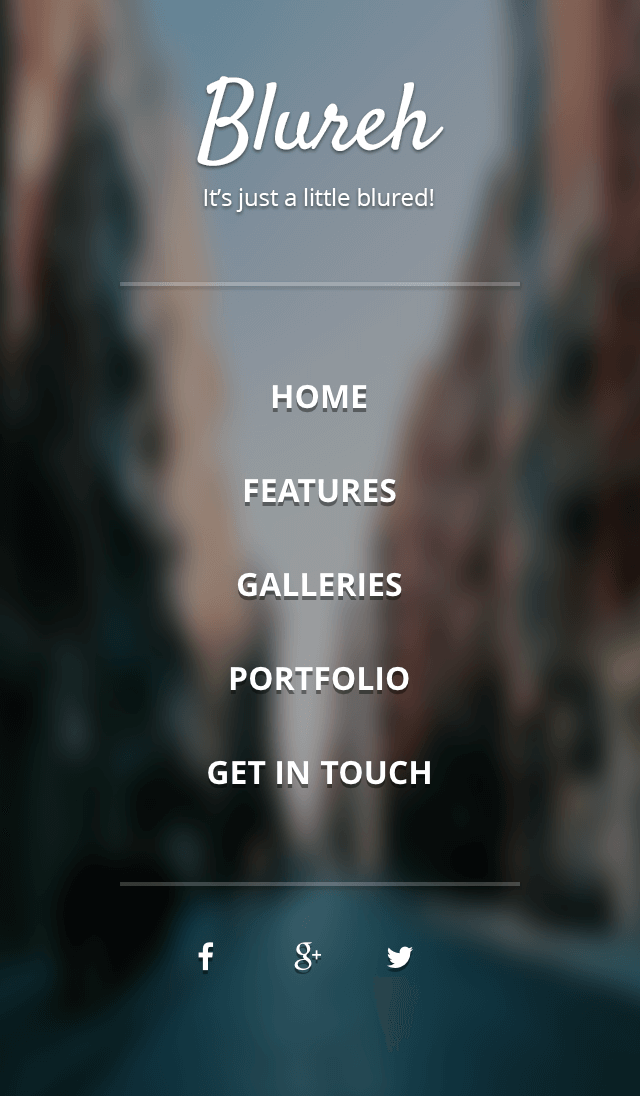 Blureh
It's just a little blured!
HOME
FEATURES
GALLERIES
PORTFOLIO
GET IN TOUCH
f
g+